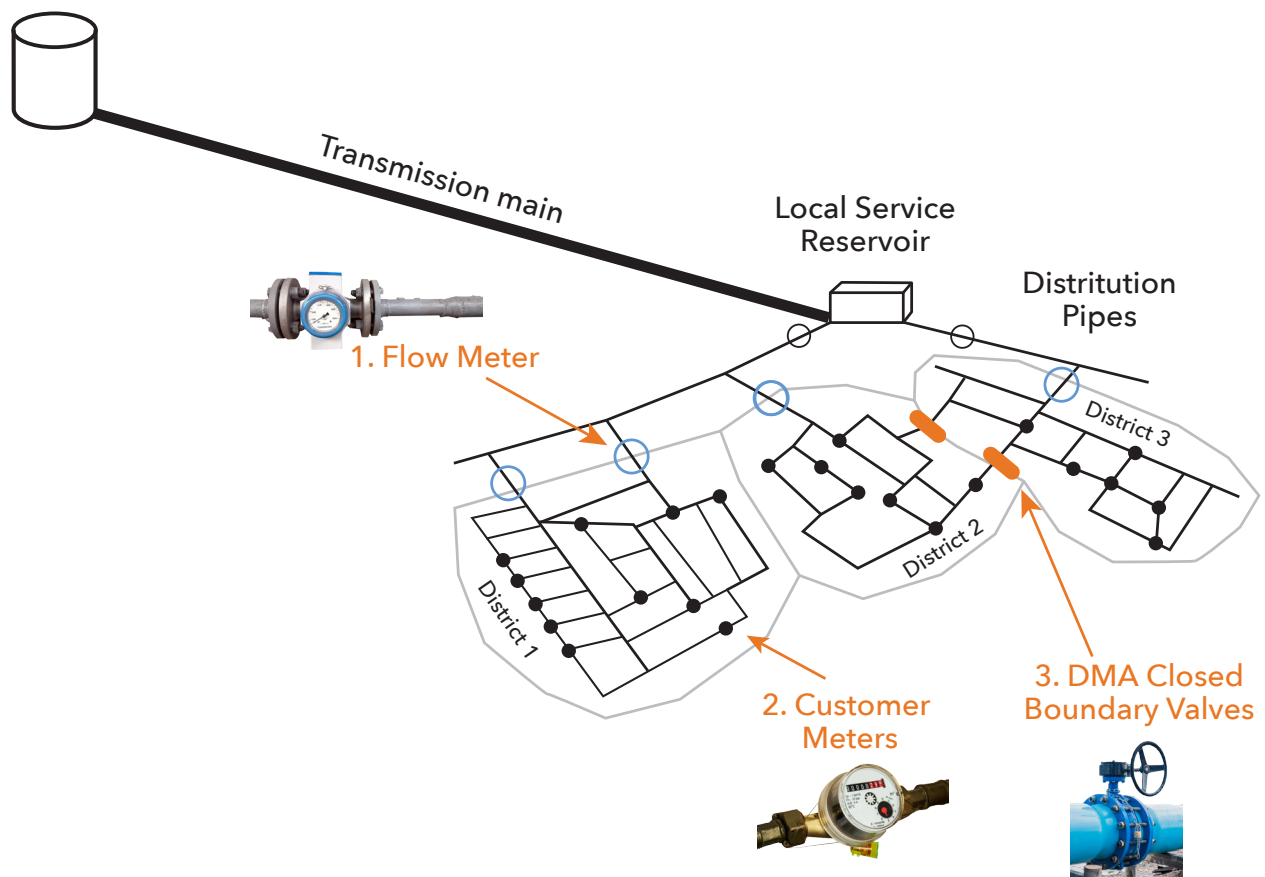 Transmission main
Local Service
Reservoir
Distritution
Pipes
1. Flow Meter
District 3
District 2
District 1
2. Customer
Meters
3. DMA Closed
Boundary Valves